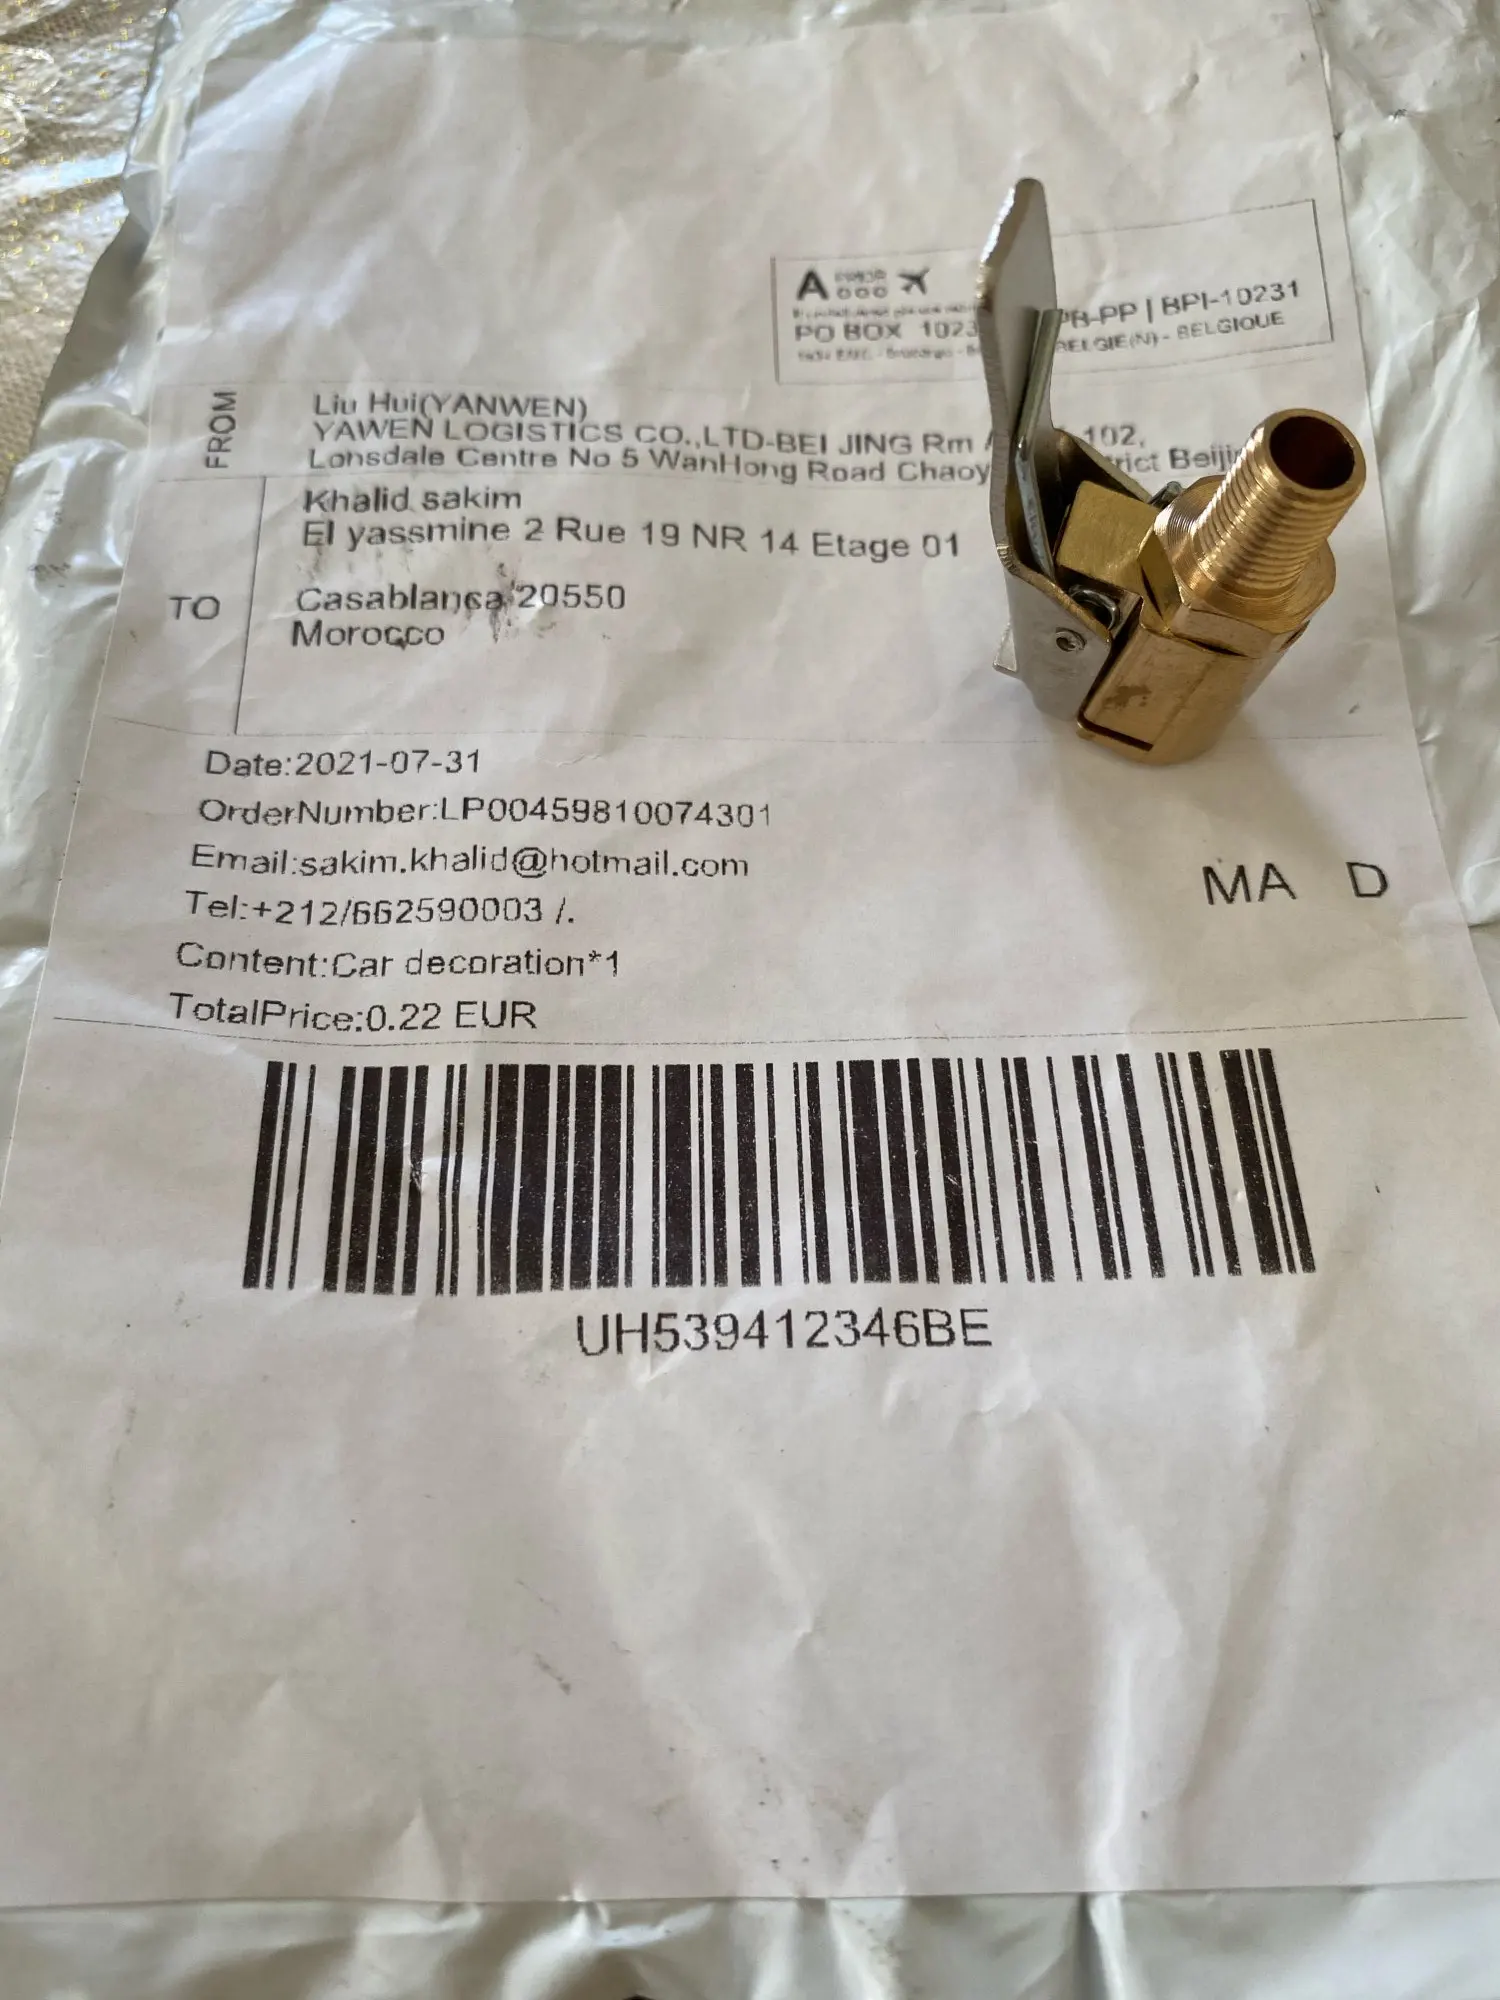 A
PO BOX 1023
PB-PP | BPI-10231
BELGIE(N) - BELGIQUE
FROM
Liu Hui(YANWEN)
YAWEN LOGISTICS CO.,LTD-BEI JING Rm 102,
Lonsdale Centre No 5 WanHong Road Chaoy rict Beijin
TO
Khalid sakim
El yassmine 2 Rue 19 NR 14 Etage 01
Casablanca 20550
Morocco
Date:2021-07-31
OrderNumber:LP00459810074301
Email:sakim.khalid@hotmail.com
Tel:+212/662590003 /.
Content:Car decoration*1
TotalPrice:0.22 EUR
MA D
UH539412346BE